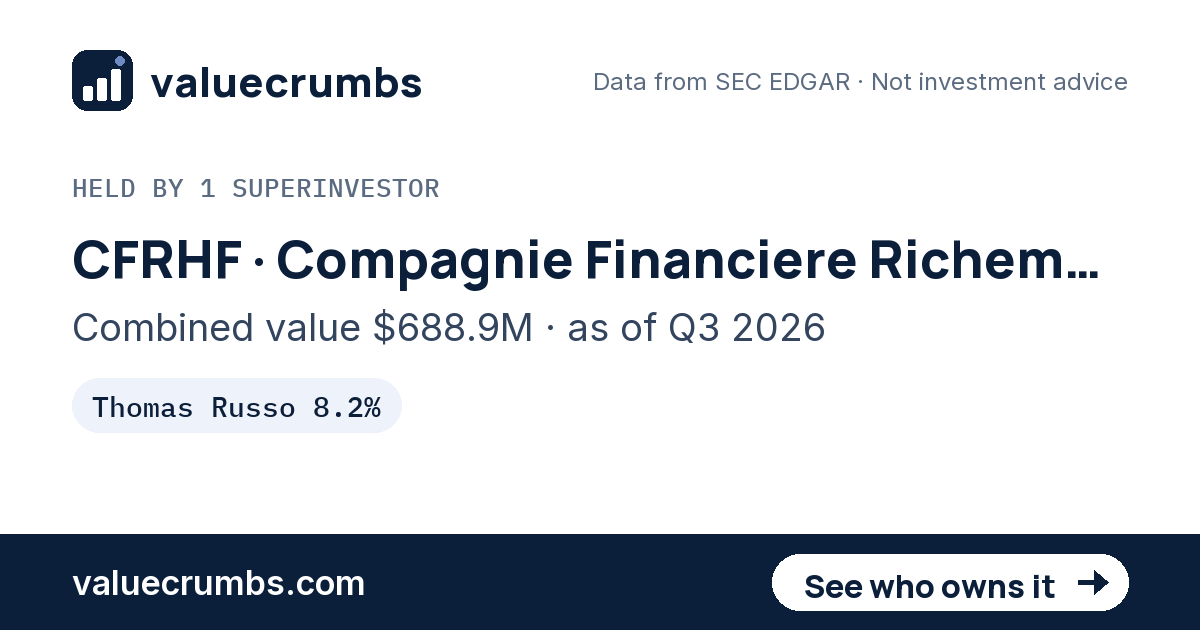 valuecrumbs
Data from SEC EDGAR · Not investment advice
HELD BY 1 SUPERINVESTOR
CFRHF · Compagnie Financiere Richem…
Combined value $688.9M · as of Q3 2026
Thomas Russo 8.2%
valuecrumbs.com
See who owns it →